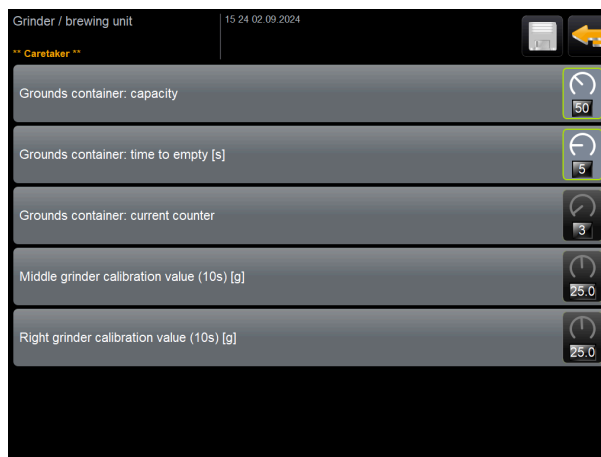 Grinder / brewing unit
15 24 02.09.2024
** Caretaker **
Grounds container: capacity
50
Grounds container: time to empty [s]
5
Grounds container: current counter
3
Middle grinder calibration value (10s) [g]
25.0
Right grinder calibration value (10s) [g]
25.0